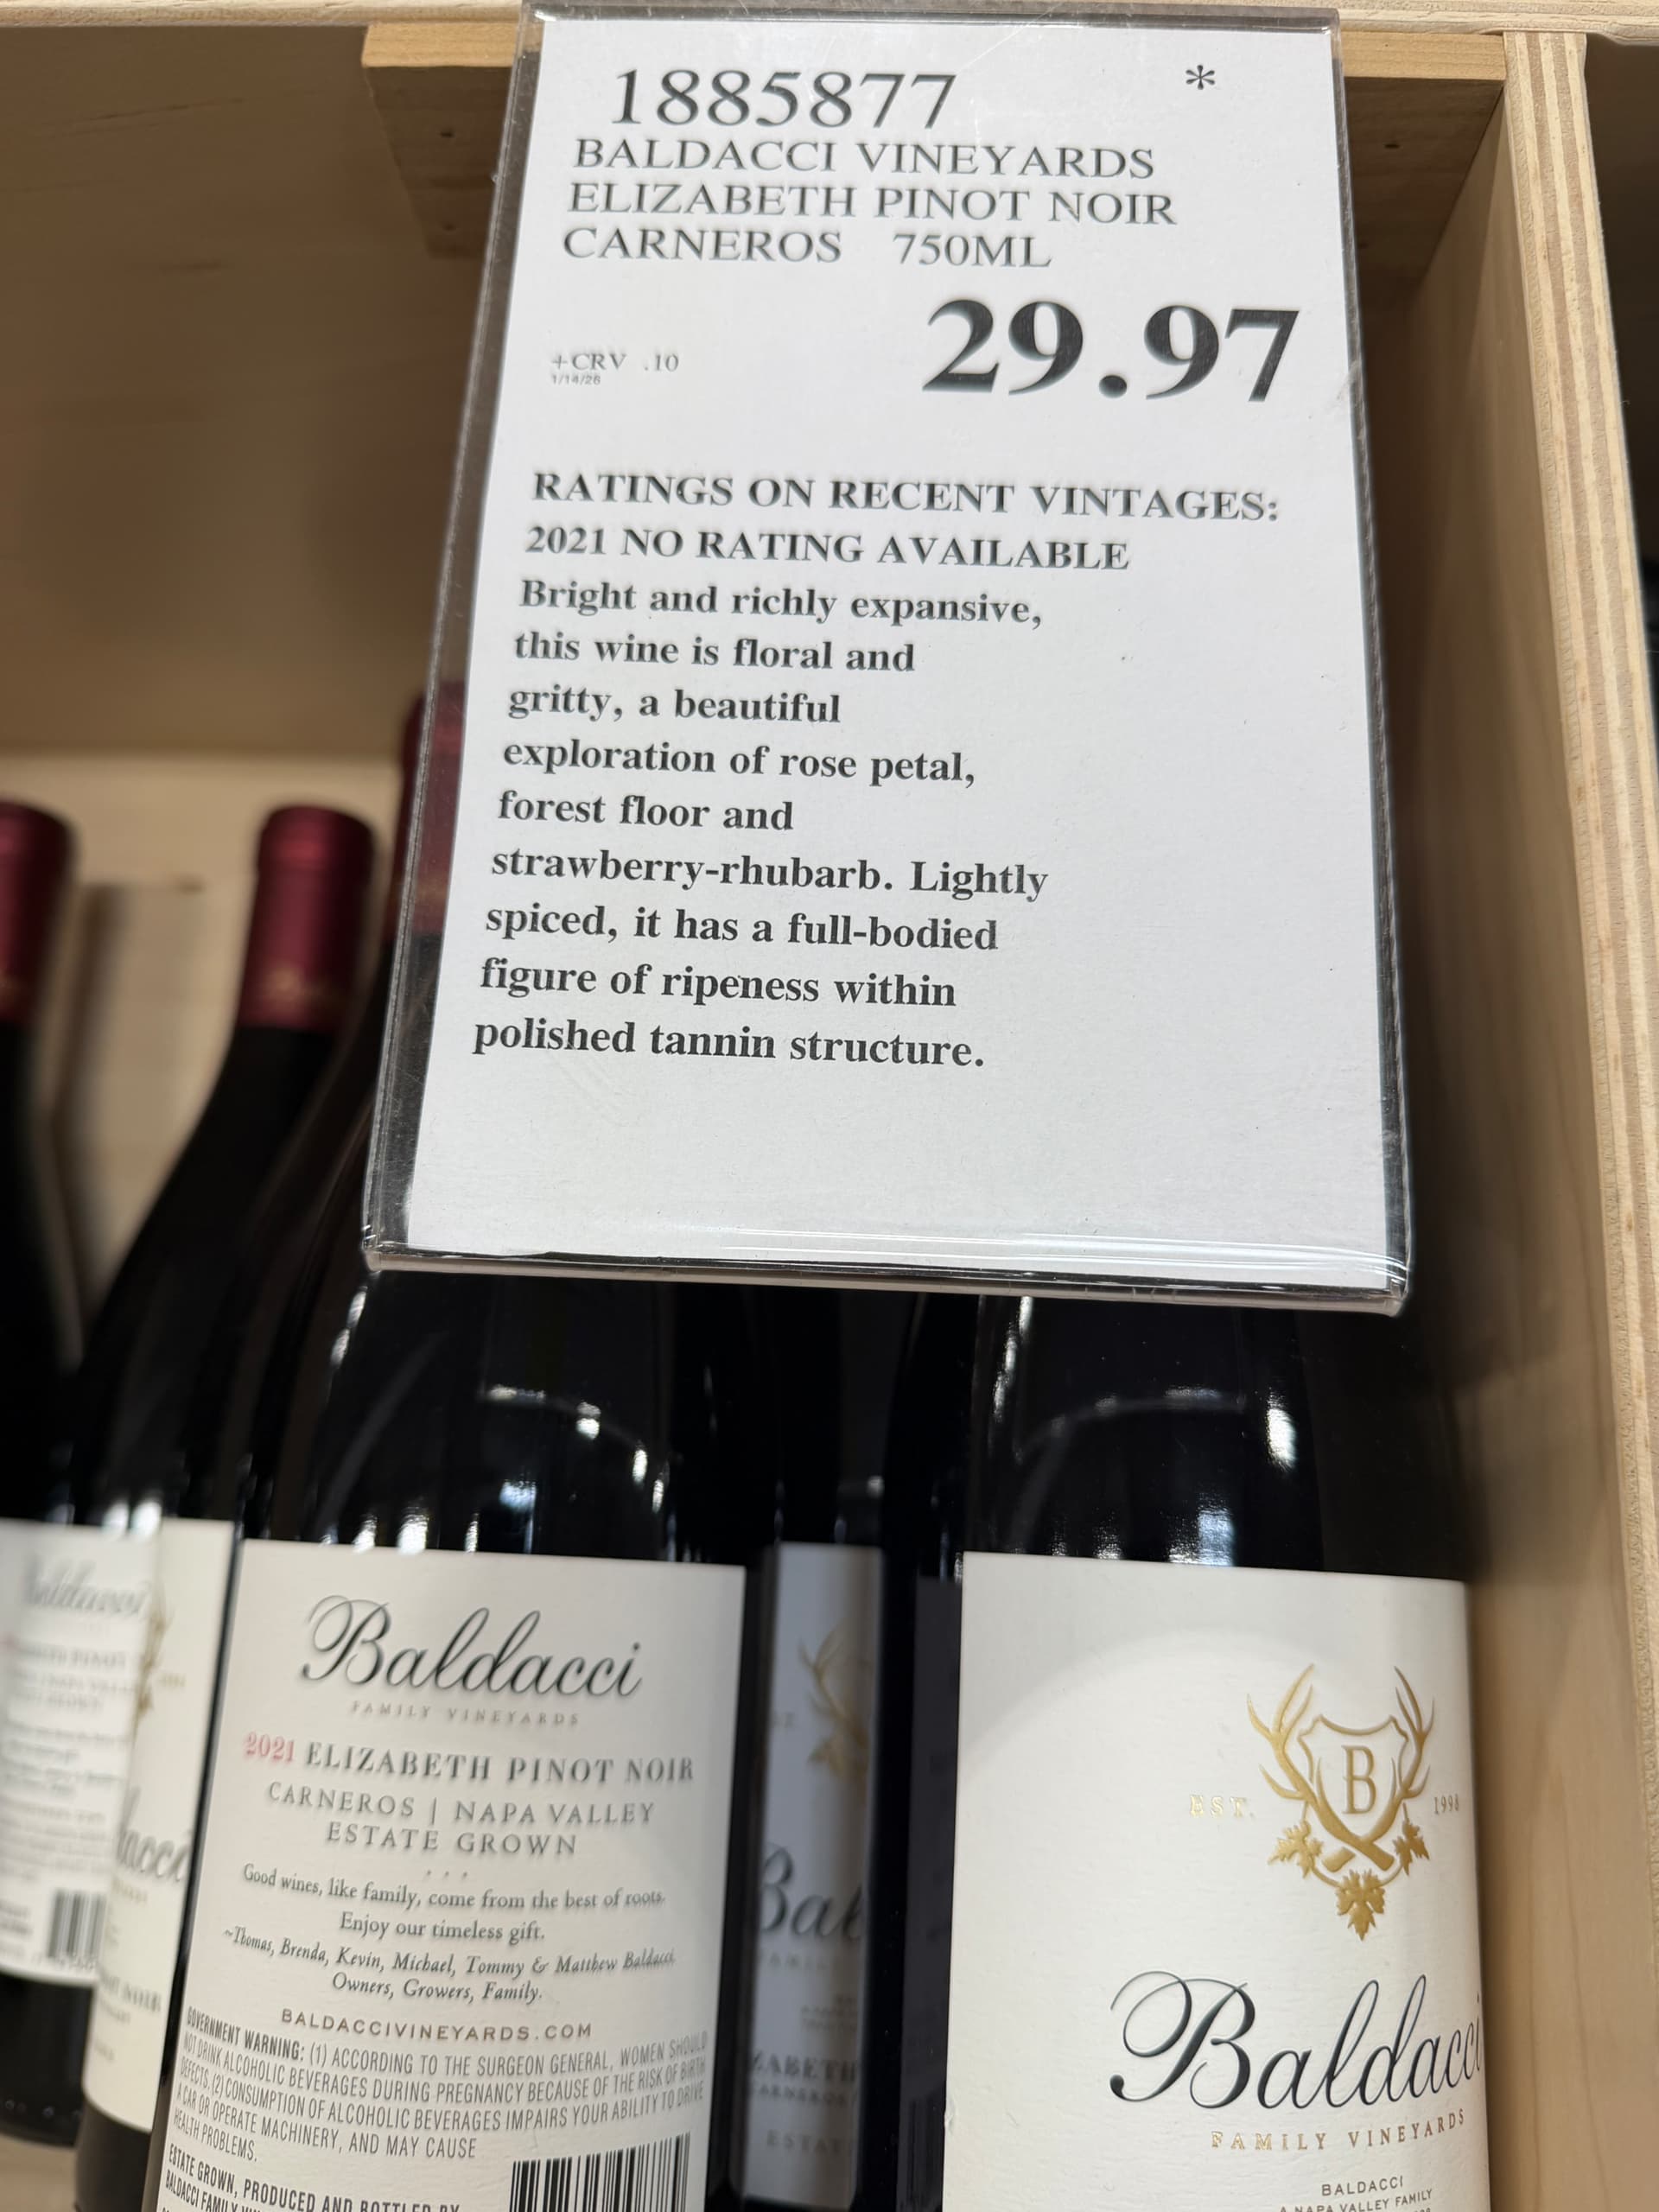 1885877 *
BALDACCI VINEYARDS
ELIZABETH PINOT NOIR
CARNEROS 750ML
29.97
+CRV .10
1/14/26
RATINGS ON RECENT VINTAGES:
2021 NO RATING AVAILABLE
Bright and richly expansive,
this wine is floral and
gritty, a beautiful
exploration of rose petal,
forest floor and
strawberry-rhubarb. Lightly
spiced, it has a full-bodied
figure of ripeness within
polished tannin structure.
Baldacci
FAMILY VINEYARDS
2021 ELIZABETH PINOT NOIR
CARNEROS | NAPA VALLEY
ESTATE GROWN
Good wines, like family, come from the best of roots.
Enjoy our timeless gift.
~Thomas, Brenda, Kevin, Michael, Tommy & Matthew Baldacci
Owners, Growers, Family.
BALDACCIVINEYARDS.COM
GOVERNMENT WARNING: (1) ACCORDING TO THE SURGEON GENERAL, WOMEN SHOULD
NOT DRINK ALCOHOLIC BEVERAGES DURING PREGNANCY BECAUSE OF THE RISK OF BIRTH
DEFECTS. (2) CONSUMPTION OF ALCOHOLIC BEVERAGES IMPAIRS YOUR ABILITY TO DRIVE
A CAR OR OPERATE MACHINERY, AND MAY CAUSE
HEALTH PROBLEMS.
ESTATE GROWN, PRODUCED AND BOTTLED BY
BALDACCI FAMILY
B
EST. 1998
Baldacci
FAMILY VINEYARDS
BALDACCI
A NAPA VALLEY FAMILY